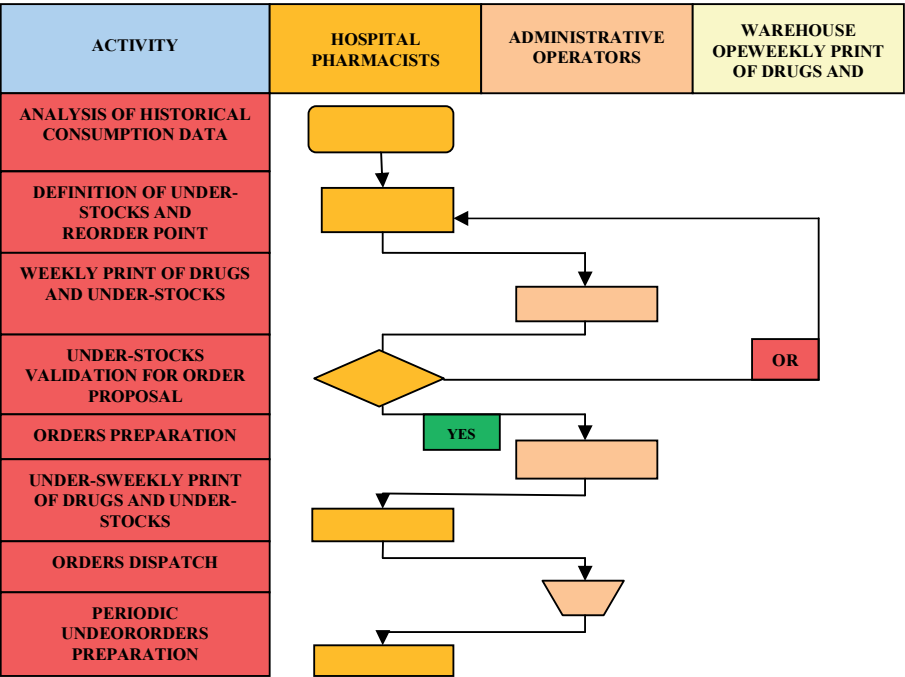 ACTIVITY
HOSPITAL
PHARMACISTS
ADMINISTRATIVE
OPERATORS
WAREHOUSE
OPEWEEKLY PRINT
OF DRUGS AND
ANALYSIS OF HISTORICAL
CONSUMPTION DATA
DEFINITION OF UNDER-
STOCKS AND
REORDER POINT
WEEKLY PRINT OF DRUGS
AND UNDER-STOCKS
UNDER-STOCKS
VALIDATION FOR ORDER
PROPOSAL
OR
ORDERS PREPARATION
YES
UNDER-SWEEKLY PRINT
OF DRUGS AND UNDER-
STOCKS
ORDERS DISPATCH
PERIODIC
UNDEORORDERS
PREPARATION